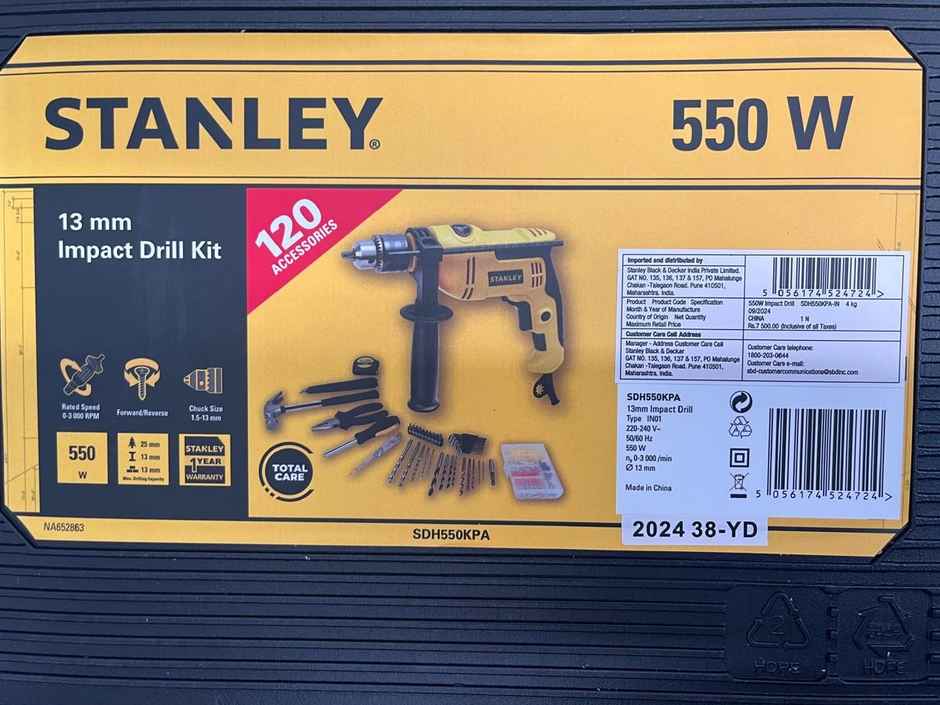 STANLEY®
550 W
13 mm
Impact Drill Kit
120
ACCESSORIES
STANLEY
Rated Speed
0-3 000 RPM
Forward/Reverse
Chuck Size
1.5-13 mm
550
W
25 mm
13 mm
13 mm
Max. Drilling Capacity
STANLEY
1 YEAR
WARRANTY
TOTAL
CARE
NA652863
SDH550KPA
Imported and distributed by
Stanley Black & Decker India Private Limited.
GAT NO. 135, 136, 137 & 157, PO Mahalunge
Chakan -Talegaon Road. Pune 410501,
Maharashtra, India.
5 056174 524724 >
Product Product Code Specification
Month & Year of Manufacture
Country of Origin Net Quantity
Maximum Retail Price
550W Impact Drill SDH550KPA-IN 4 kg
09/2024
CHINA 1 N
Rs.7 500.00 (Inclusive of all Taxes)
Customer Care Cell Address
Manager - Address Customer Care Cell
Stanley Black & Decker
GAT NO. 135, 136, 137 & 157, PO Mahalunge
Chakan -Talegaon Road. Pune 410501,
Maharashtra, India.
Customer Care telephone:
1800-203-0644
Customer Care e-mail:
sbd-customercommunications@sbdinc.com
SDH550KPA
13mm Impact Drill
Type IN01
220-240 V~
50/60 Hz
550 W
n₀ 0-3 000 /min
Ø 13 mm
Made in China
5 056174 524724 >
2024 38-YD
2
HDPE
HDPE